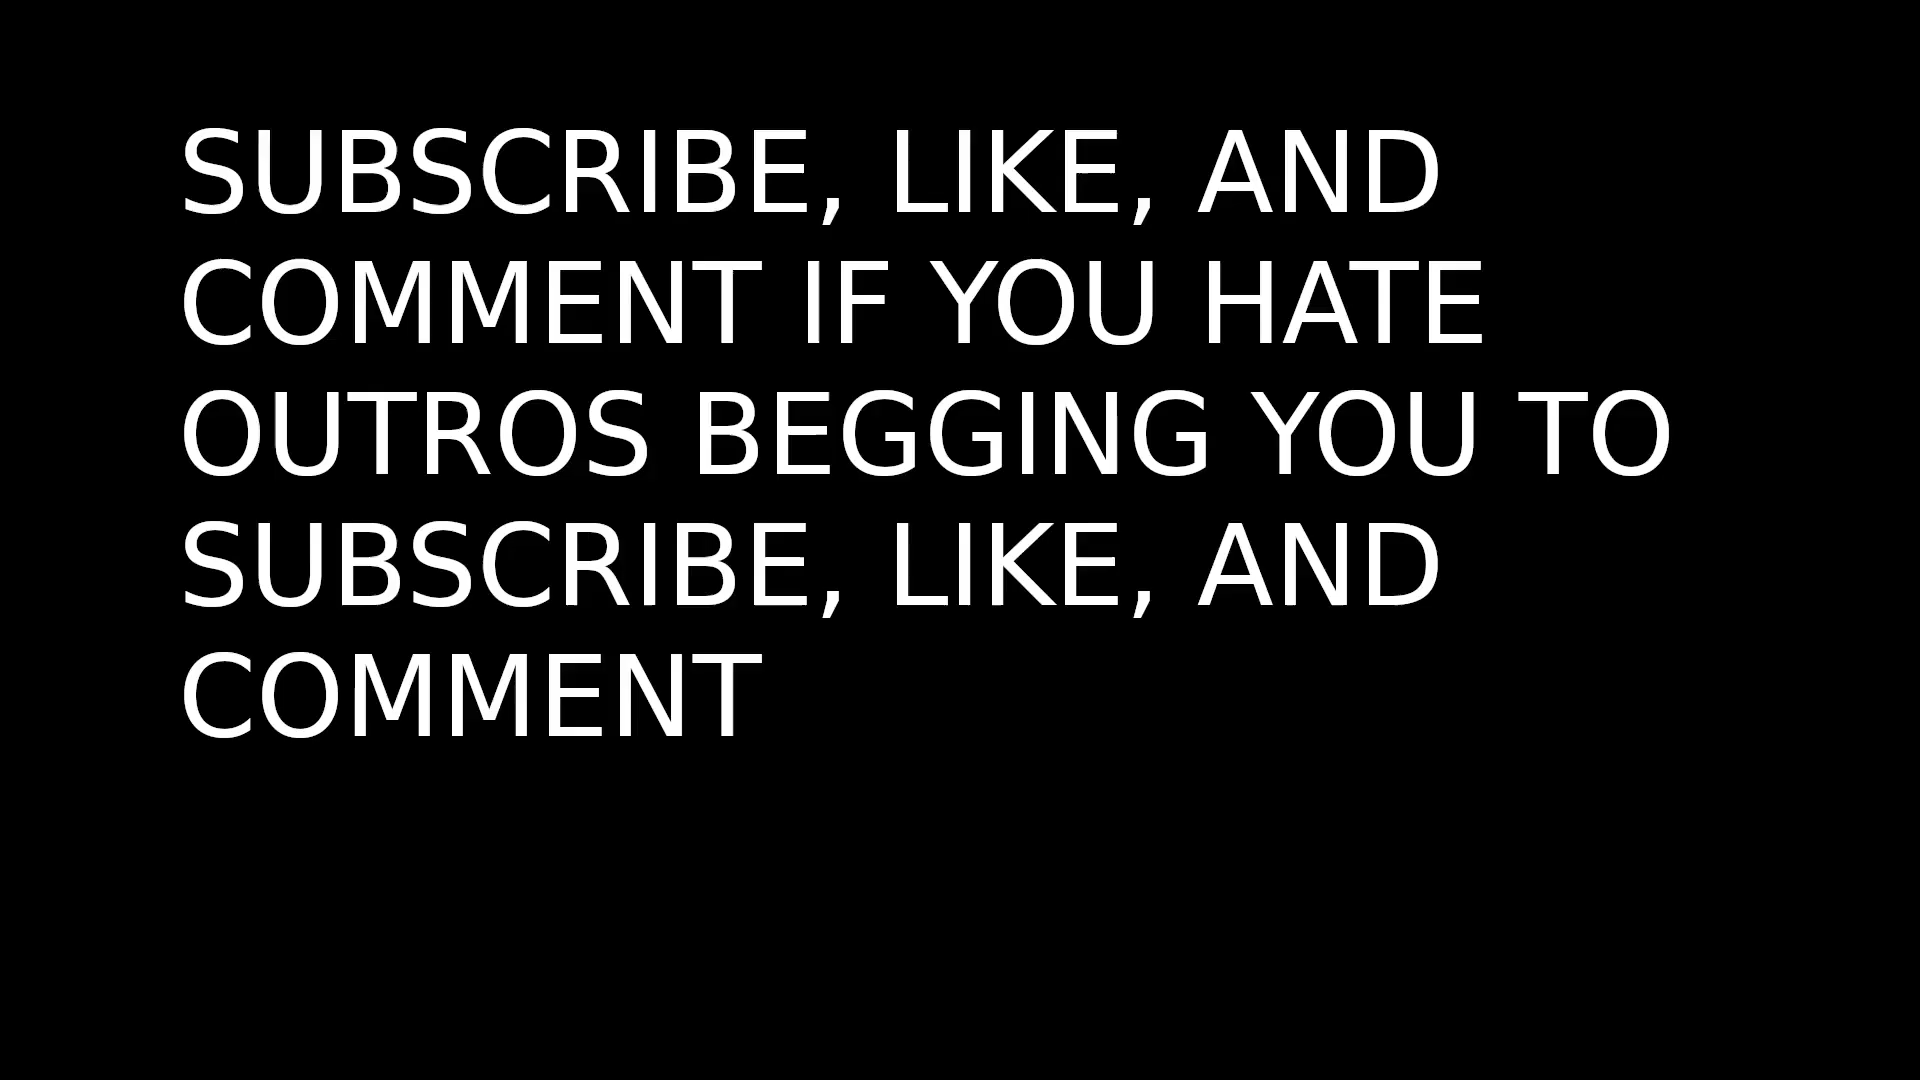 SUBSCRIBE, LIKE, AND
COMMENT IF YOU HATE
OUTROS BEGGING YOU TO
SUBSCRIBE, LIKE, AND
COMMENT